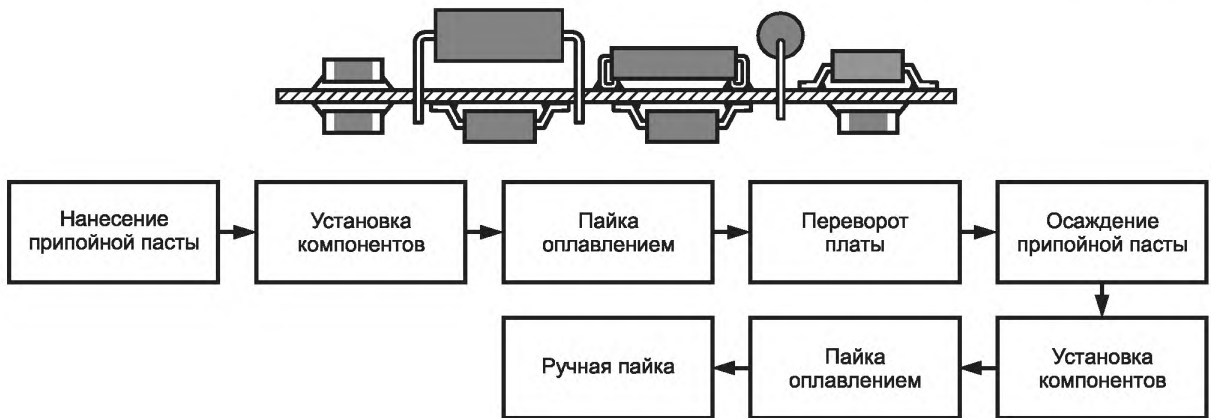 Нанесение
припойной пасты
Установка
компонентов
Пайка
оплавлением
Переворот
платы
Осаждение
припойной пасты
Установка
компонентов
Пайка
оплавлением
Ручная пайка